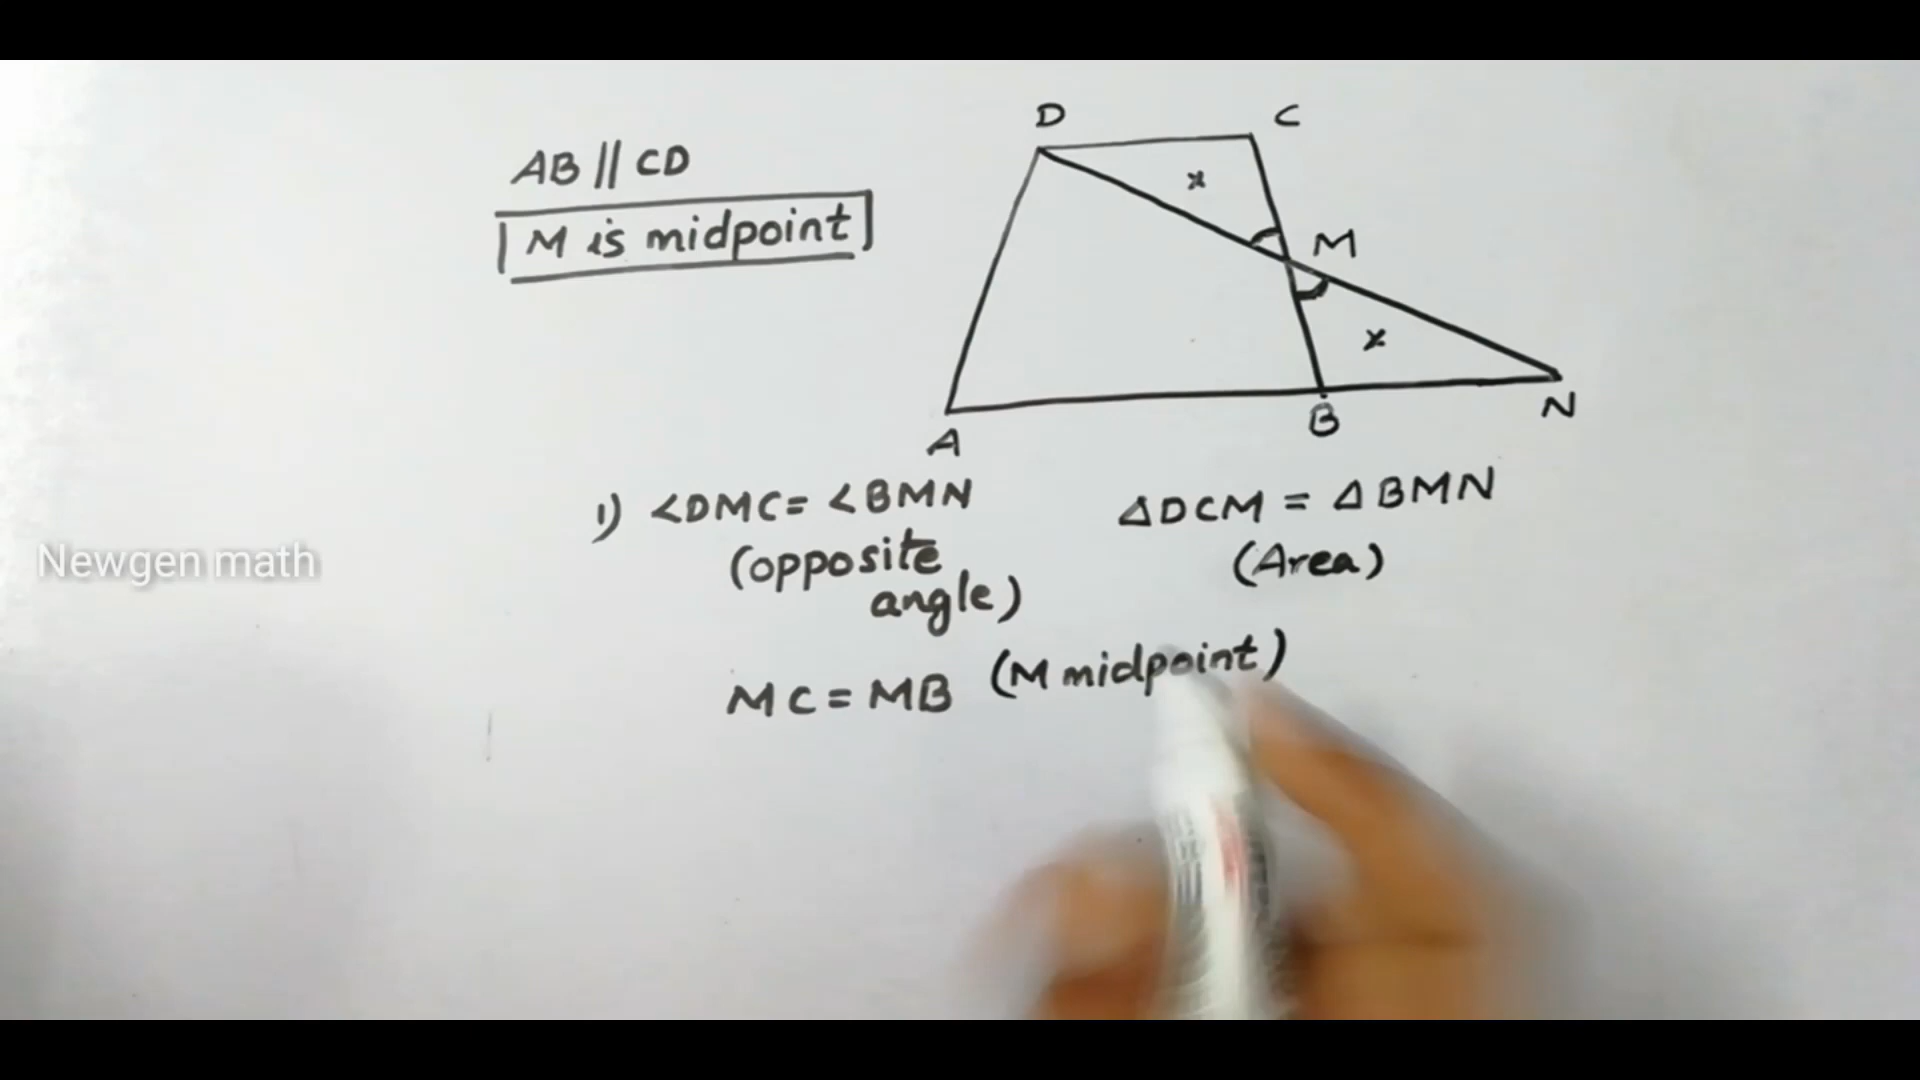 D
C
AB || CD
x
M is midpoint
M
x
A
B
N
1) ∠DMC = ∠BMN
(opposite
angle)
ΔDCM = ΔBMN
(Area)
MC = MB (M midpoint)
Newgen math